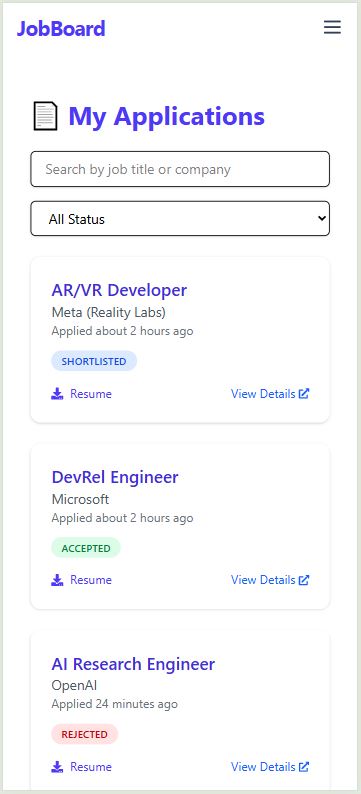 JobBoard
My Applications
Search by job title or company
All Status
AR/VR Developer
Meta (Reality Labs)
Applied about 2 hours ago
SHORTLISTED
Resume View Details
DevRel Engineer
Microsoft
Applied about 2 hours ago
ACCEPTED
Resume View Details
AI Research Engineer
OpenAI
Applied 24 minutes ago
REJECTED
Resume View Details